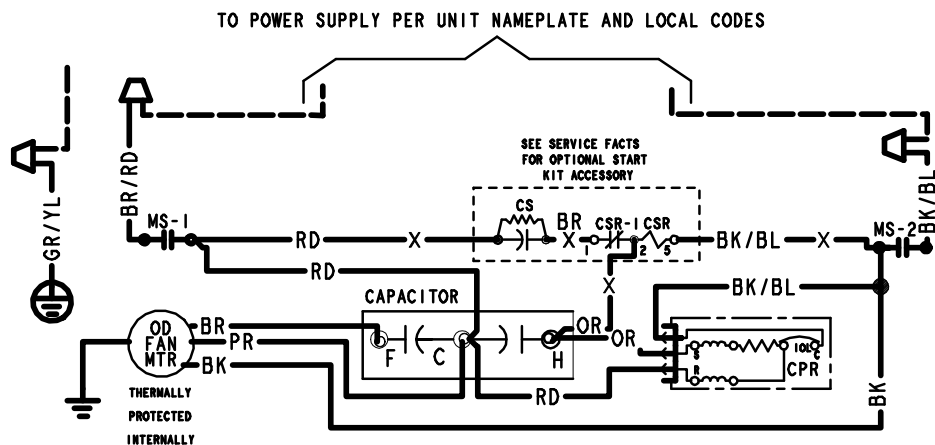 TO POWER SUPPLY PER UNIT NAMEPLATE AND LOCAL CODES
SEE SERVICE FACTS
FOR OPTIONAL START
KIT ACCESSORY
BR/RD
GR/YL
BK/BL
MS-1
CS
BR
CSR-1
CSR
MS-2
RD
X
X
1
2
5
BK/BL
X
RD
X
BK/BL
CAPACITOR
OR
OR
F
C
H
OD
FAN
MTR
BR
PR
BK
S
R
IOL
C
CPR
RD
BK
THERMALLY
PROTECTED
INTERNALLY